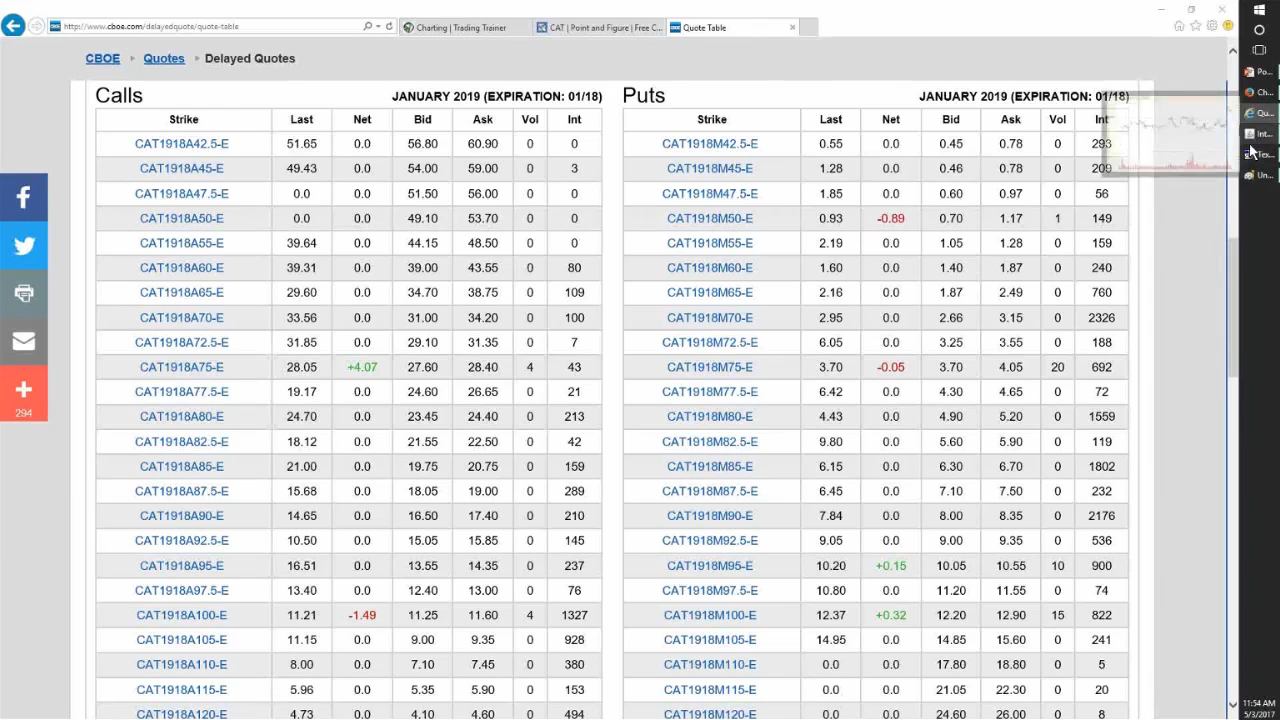 http://www.cboe.com/delayedquote/quote-table Charting | Trading Trainer CAT | Point and Figure | Free C... Quote Table
CBOE Quotes Delayed Quotes
Calls JANUARY 2019 (EXPIRATION: 01/18) Puts JANUARY 2019 (EXPIRATION: 01/18)
Strike Last Net Bid Ask Vol Int Strike Last Net Bid Ask Vol Int
CAT1918A42.5-E 51.65 0.0 56.80 60.90 0 0 CAT1918M42.5-E 0.55 0.0 0.45 0.78 0 293
CAT1918A45-E 49.43 0.0 54.00 59.00 0 3 CAT1918M45-E 1.28 0.0 0.46 0.78 0 209
CAT1918A47.5-E 0.0 0.0 51.50 56.00 0 0 CAT1918M47.5-E 1.85 0.0 0.60 0.97 0 56
CAT1918A50-E 0.0 0.0 49.10 53.70 0 0 CAT1918M50-E 0.93 -0.89 0.70 1.17 1 149
CAT1918A55-E 39.64 0.0 44.15 48.50 0 0 CAT1918M55-E 2.19 0.0 1.05 1.28 0 159
CAT1918A60-E 39.31 0.0 39.00 43.55 0 80 CAT1918M60-E 1.60 0.0 1.40 1.87 0 240
CAT1918A65-E 29.60 0.0 34.70 38.75 0 109 CAT1918M65-E 2.16 0.0 1.87 2.49 0 760
CAT1918A70-E 33.56 0.0 31.00 34.20 0 100 CAT1918M70-E 2.95 0.0 2.66 3.15 0 2326
CAT1918A72.5-E 31.85 0.0 29.10 31.35 0 7 CAT1918M72.5-E 6.05 0.0 3.25 3.55 0 188
CAT1918A75-E 28.05 +4.07 27.60 28.40 4 43 CAT1918M75-E 3.70 -0.05 3.70 4.05 20 692
CAT1918A77.5-E 19.17 0.0 24.60 26.65 0 21 CAT1918M77.5-E 6.42 0.0 4.30 4.65 0 72
CAT1918A80-E 24.70 0.0 23.45 24.40 0 213 CAT1918M80-E 4.43 0.0 4.90 5.20 0 1559
CAT1918A82.5-E 18.12 0.0 21.55 22.50 0 42 CAT1918M82.5-E 9.80 0.0 5.60 5.90 0 119
CAT1918A85-E 21.00 0.0 19.75 20.75 0 159 CAT1918M85-E 6.15 0.0 6.30 6.70 0 1802
CAT1918A87.5-E 15.68 0.0 18.05 19.00 0 289 CAT1918M87.5-E 6.45 0.0 7.10 7.50 0 232
CAT1918A90-E 14.65 0.0 16.50 17.40 0 210 CAT1918M90-E 7.84 0.0 8.00 8.35 0 2176
CAT1918A92.5-E 10.50 0.0 15.05 15.85 0 145 CAT1918M92.5-E 9.05 0.0 9.00 9.35 0 536
CAT1918A95-E 16.51 0.0 13.55 14.35 0 237 CAT1918M95-E 10.20 +0.15 10.05 10.55 10 900
CAT1918A97.5-E 13.40 0.0 12.40 13.00 0 76 CAT1918M97.5-E 10.80 0.0 11.20 11.55 0 74
CAT1918A100-E 11.21 -1.49 11.25 11.60 4 1327 CAT1918M100-E 12.37 +0.32 12.20 12.90 15 822
CAT1918A105-E 11.15 0.0 9.00 9.35 0 928 CAT1918M105-E 14.95 0.0 14.85 15.60 0 241
CAT1918A110-E 8.00 0.0 7.10 7.45 0 380 CAT1918M110-E 0.0 0.0 17.80 18.80 0 5
CAT1918A115-E 5.96 0.0 5.35 5.90 0 153 CAT1918M115-E 0.0 0.0 21.05 22.30 0 20
CAT1918A120-E 4.73 0.0 4.10 4.60 0 494 CAT1918M120-E 0.0 0.0 24.60 26.00 0 8
294
Po...
Ch...
Qu...
Int...
Tex...
Un...
11:54 AM
5/3/2017